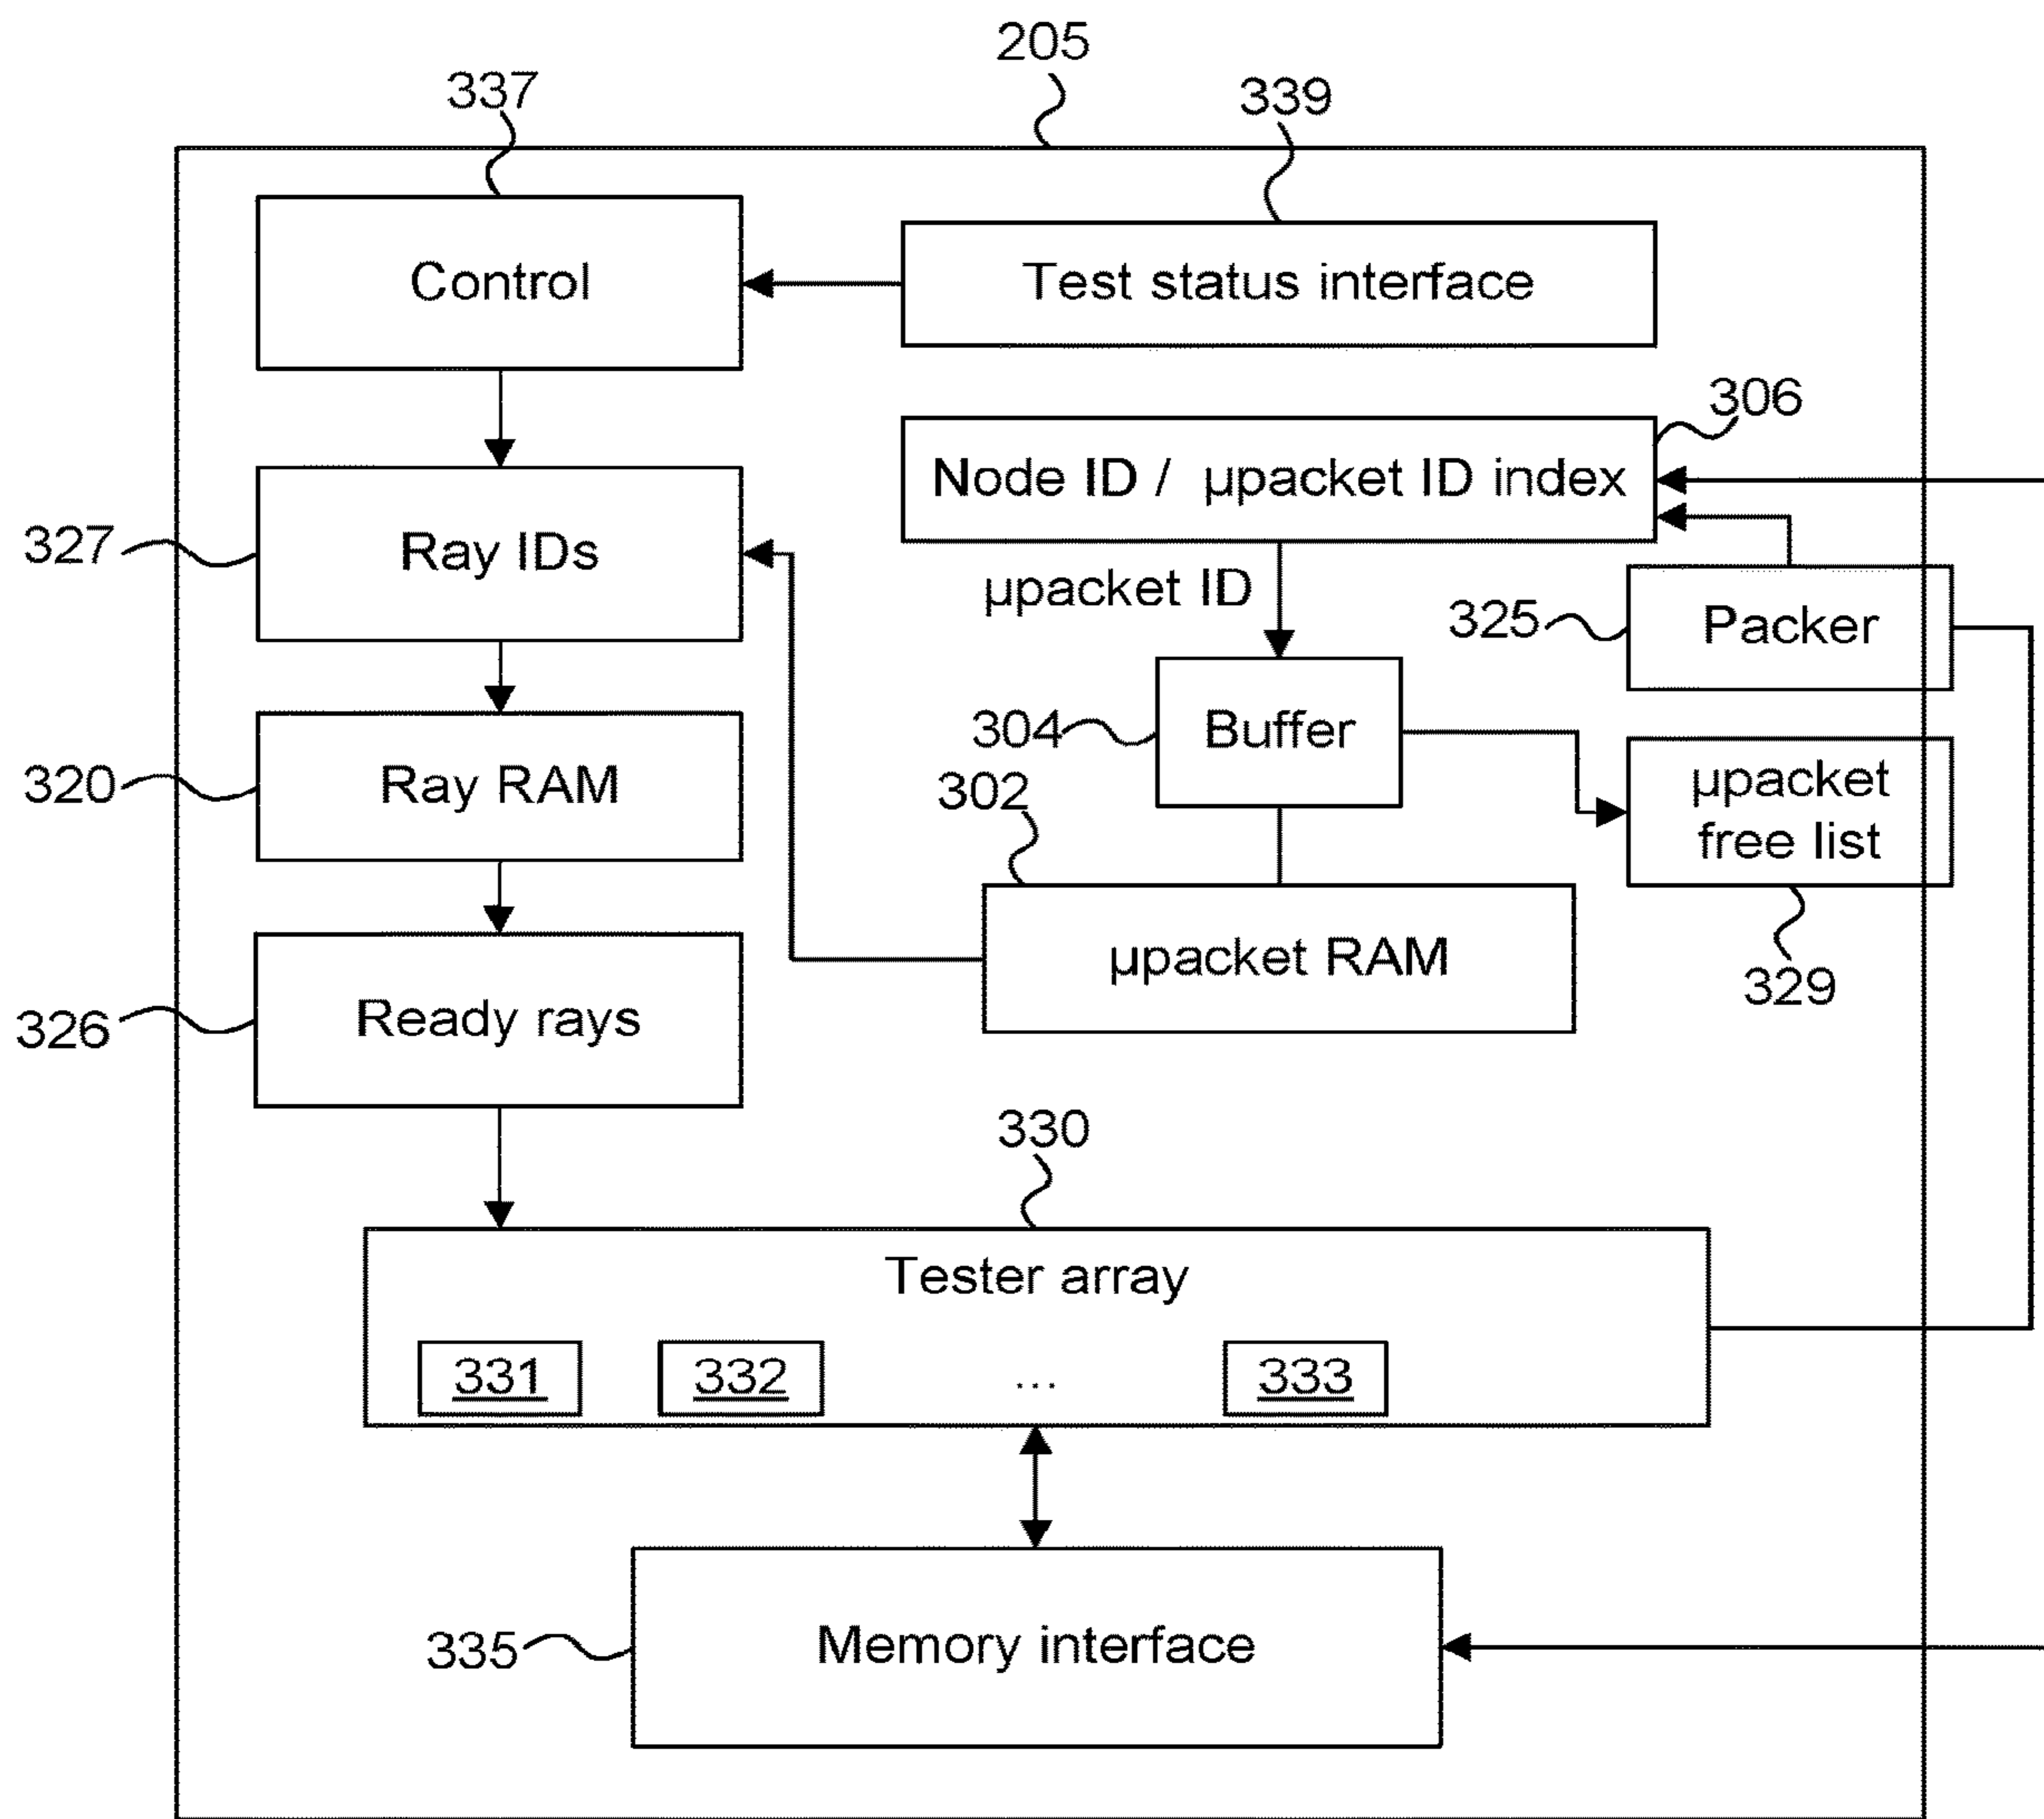 205
337
339
Control
Test status interface
306
Node ID / µpacket ID index
327
Ray IDs
µpacket ID
325
Packer
304
Buffer
320
Ray RAM
302
µpacket
free list
µpacket RAM
329
326
Ready rays
330
Tester array
331
332
...
333
335
Memory interface